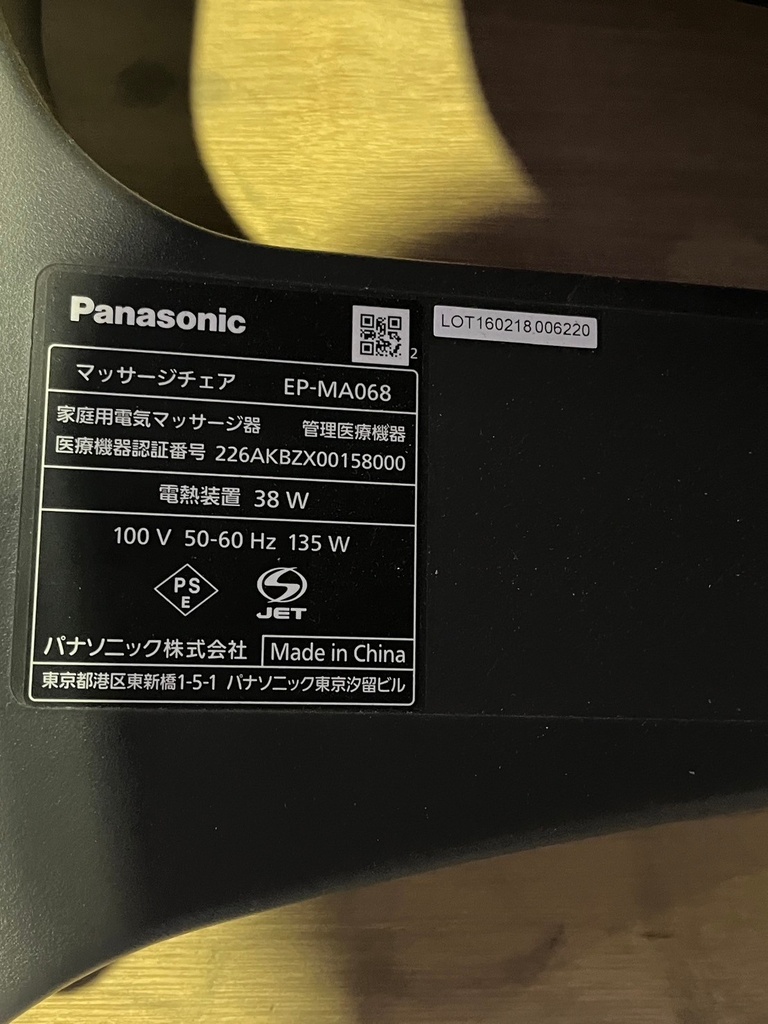 Panasonic
2
LOT160218 006220
マッサージチェア EP-MA068
家庭用電気マッサージ器 管理医療機器
医療機器認証番号 226AKBZX00158000
電熱装置 38 W
100 V 50-60 Hz 135 W
PS
E
JET
パナソニック株式会社 Made in China
東京都港区東新橋1-5-1 パナソニック東京汐留ビル